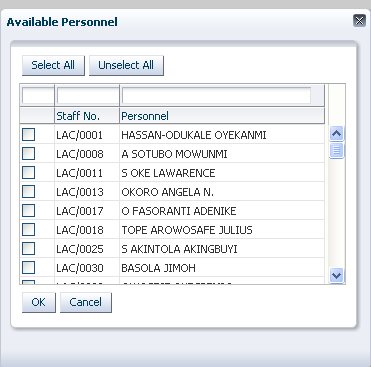 Available Personnel
Select All Unselect All
Staff No. Personnel
LAC/0001 HASSAN-ODUKALE OYEKANMI
LAC/0008 A SOTUBO MOWUNMI
LAC/0011 S OKE LAWARENCE
LAC/0013 OKORO ANGELA N.
LAC/0017 O FASORANTI ADENIKE
LAC/0018 TOPE AROWOSAFE JULIUS
LAC/0025 S AKINTOLA AKINGBUYI
LAC/0030 BASOLA JIMOH
OK Cancel